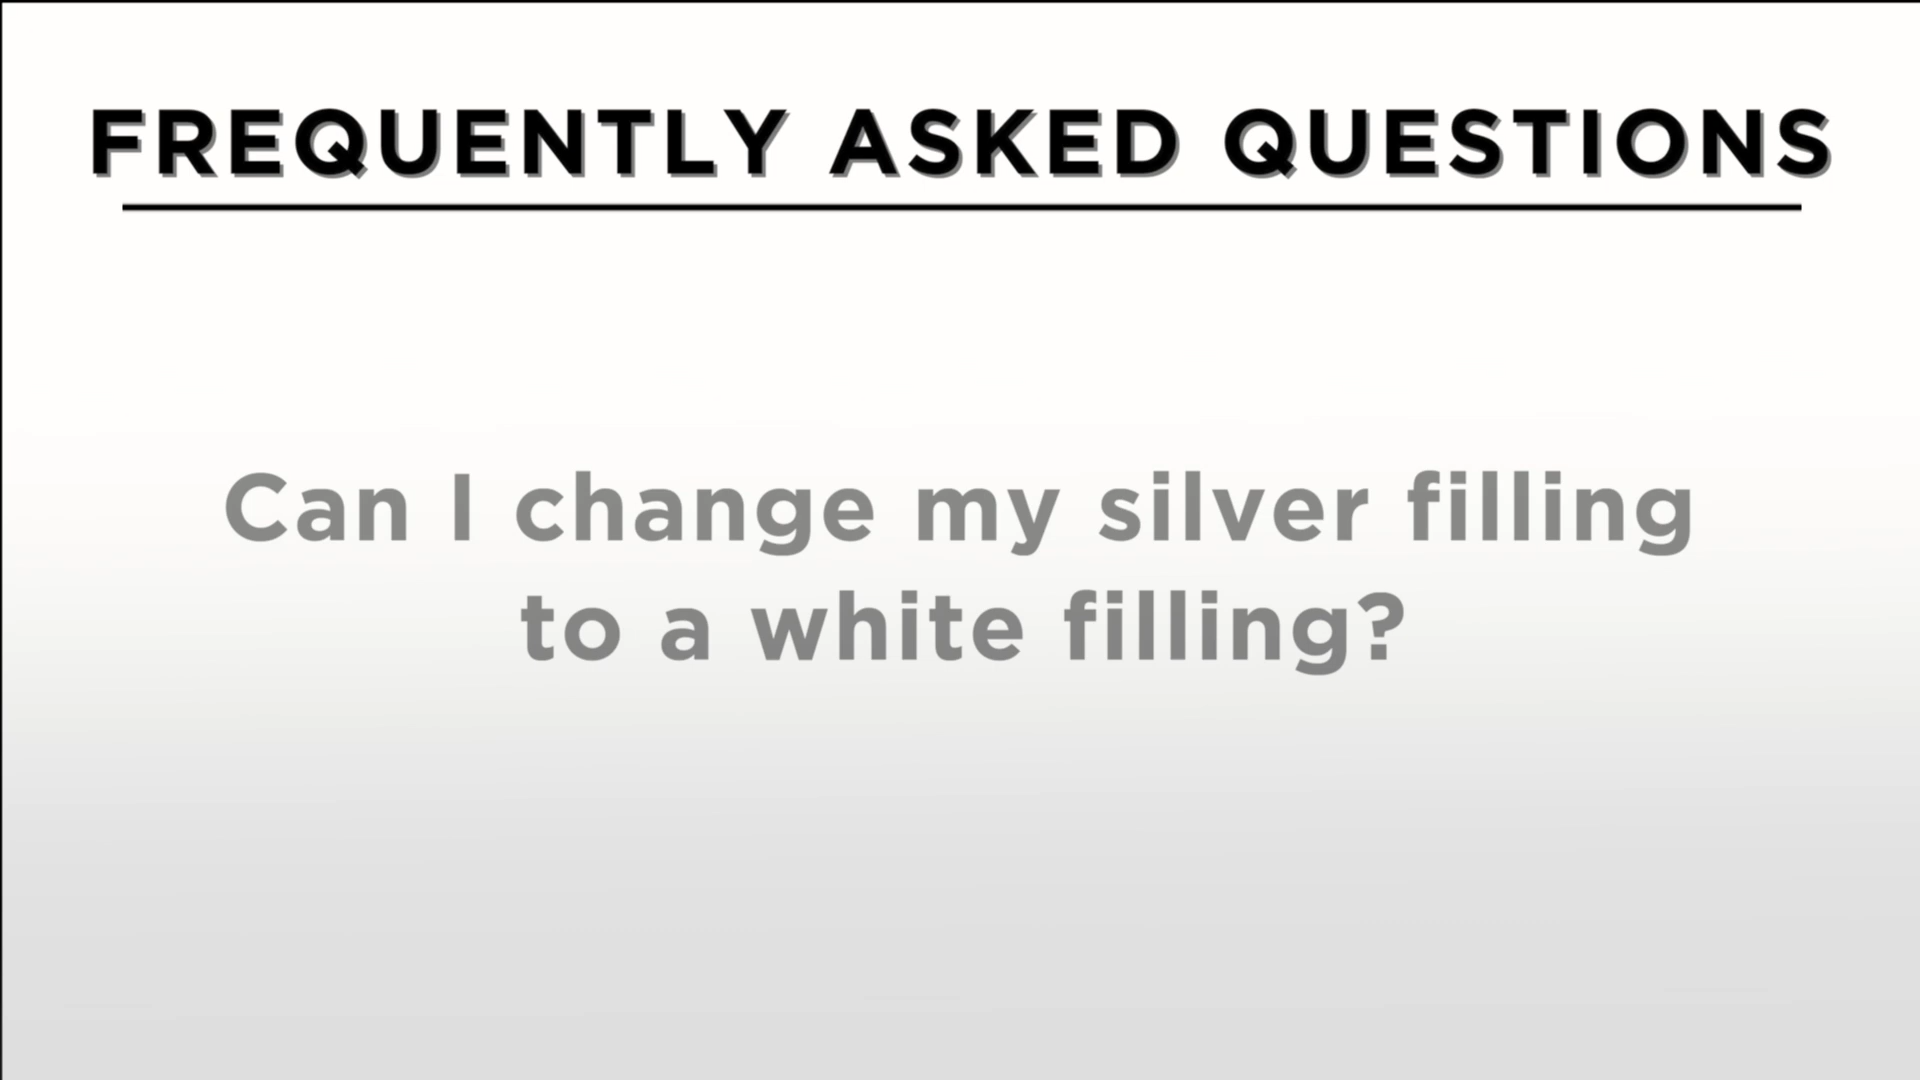 FREQUENTLY ASKED QUESTIONS
Can I change my silver filling
to a white filling?